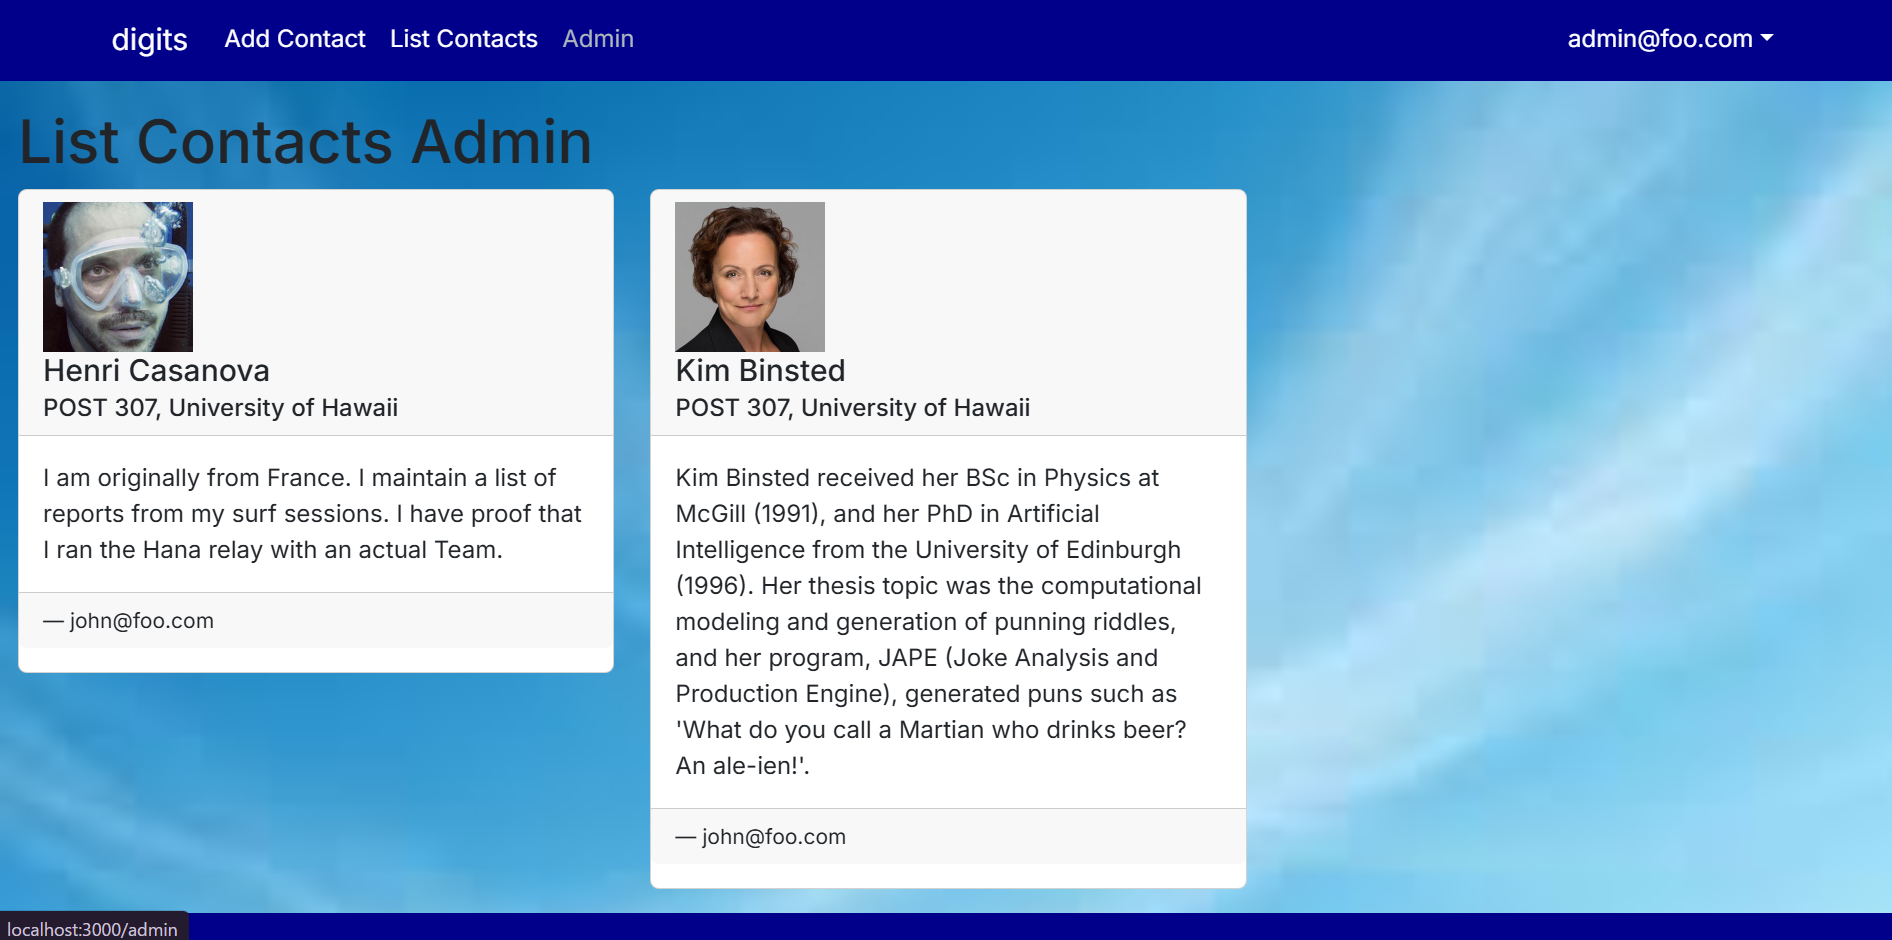 digits Add Contact List Contacts Admin admin@foo.com
List Contacts Admin
Henri Casanova
POST 307, University of Hawaii
I am originally from France. I maintain a list of
reports from my surf sessions. I have proof that
I ran the Hana relay with an actual Team.
— john@foo.com
Kim Binsted
POST 307, University of Hawaii
Kim Binsted received her BSc in Physics at
McGill (1991), and her PhD in Artificial
Intelligence from the University of Edinburgh
(1996). Her thesis topic was the computational
modeling and generation of punning riddles,
and her program, JAPE (Joke Analysis and
Production Engine), generated puns such as
'What do you call a Martian who drinks beer?
An ale-ien!'.
— john@foo.com
localhost:3000/admin